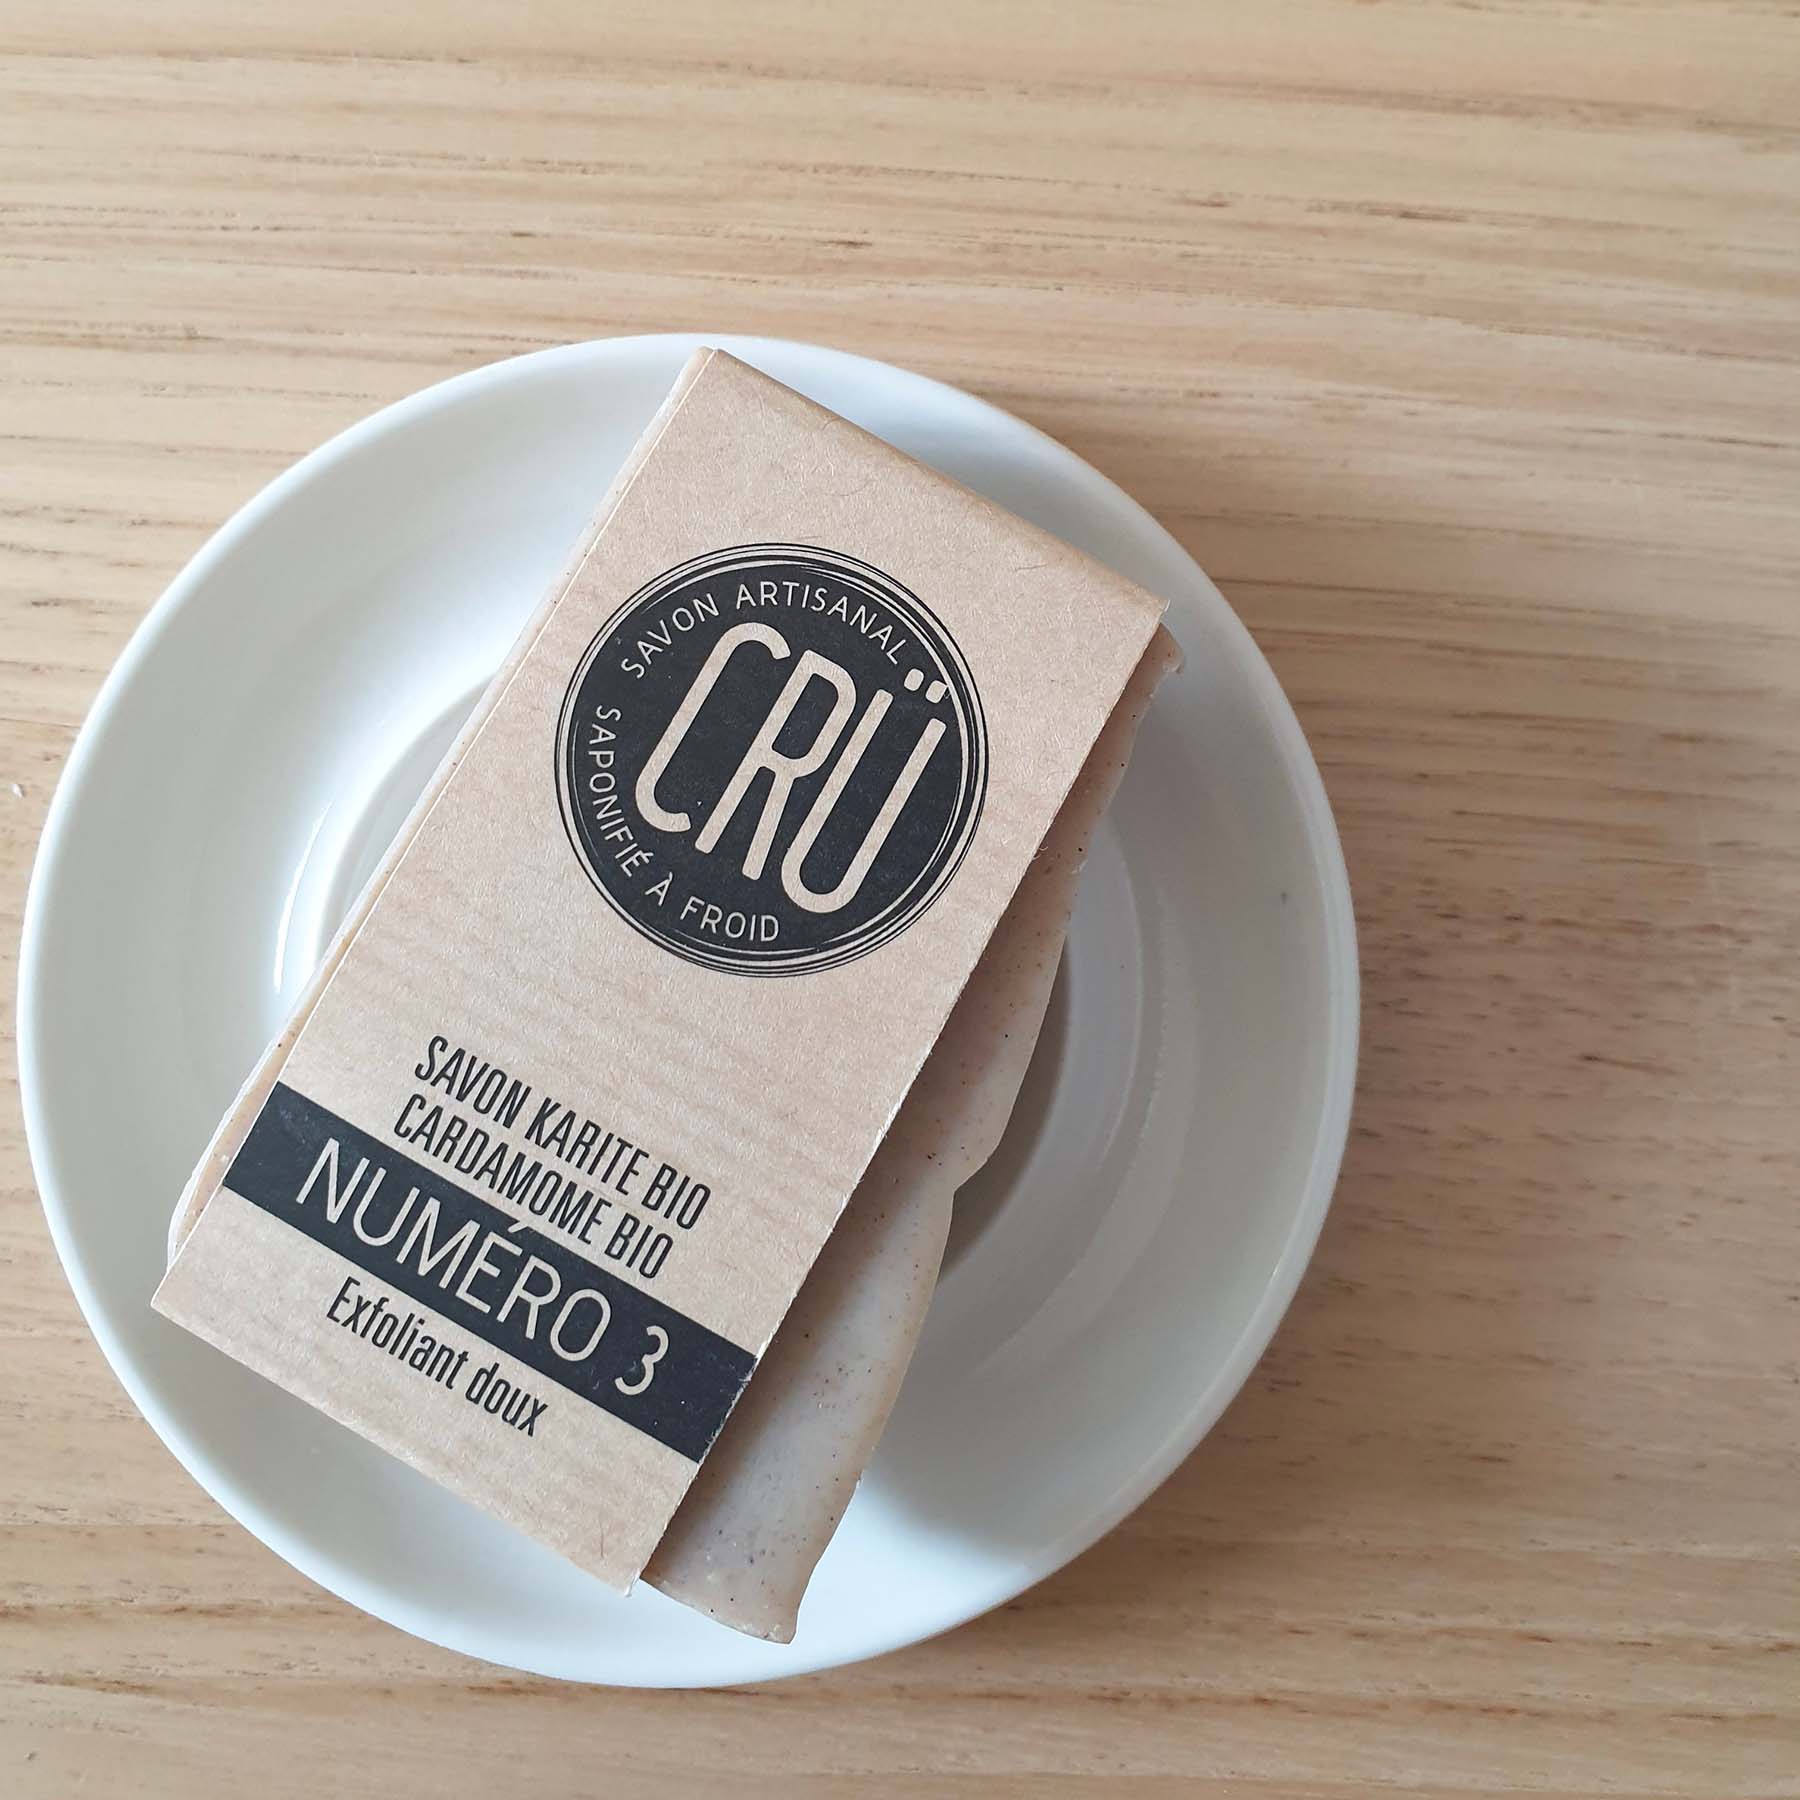 SAVON ARTISANAL
CRÜ
SAPONIFIÉ À FROID
SAVON KARITE BIO
CARDAMOME BIO
NUMÉRO 3
Exfoliant doux